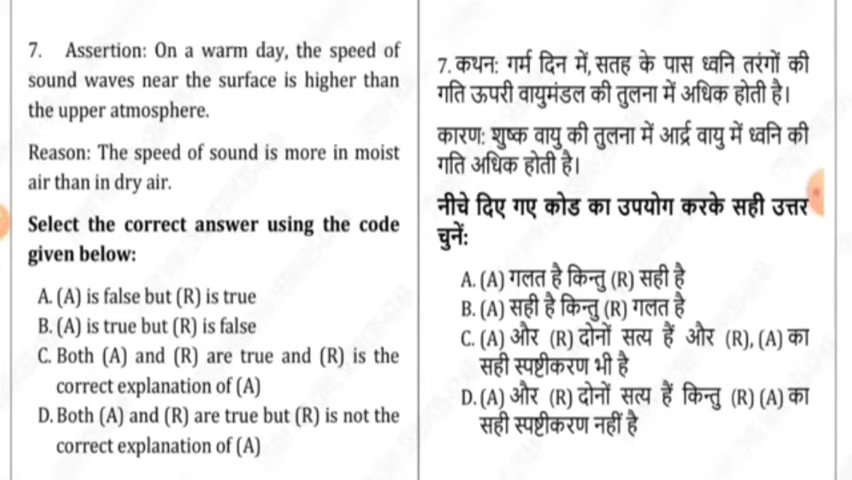 7. Assertion: On a warm day, the speed of
sound waves near the surface is higher than
the upper atmosphere.
Reason: The speed of sound is more in moist
air than in dry air.
Select the correct answer using the code
given below:
A. (A) is false but (R) is true
B. (A) is true but (R) is false
C. Both (A) and (R) are true and (R) is the
correct explanation of (A)
D. Both (A) and (R) are true but (R) is not the
correct explanation of (A)
7. कथन: गर्म दिन में, सतह के पास ध्वनि तरंगों की
गति ऊपरी वायुमंडल की तुलना में अधिक होती है।
कारण: शुष्क वायु की तुलना में आर्द्र वायु में ध्वनि की
गति अधिक होती है।
नीचे दिए गए कोड का उपयोग करके सही उत्तर
चुनें:
A. (A) गलत है किन्तु (R) सही है
B. (A) सही है किन्तु (R) गलत है
C. (A) और (R) दोनों सत्य हैं और (R), (A) का
सही स्पष्टीकरण भी है
D. (A) और (R) दोनों सत्य हैं किन्तु (R) (A) का
सही स्पष्टीकरण नहीं है